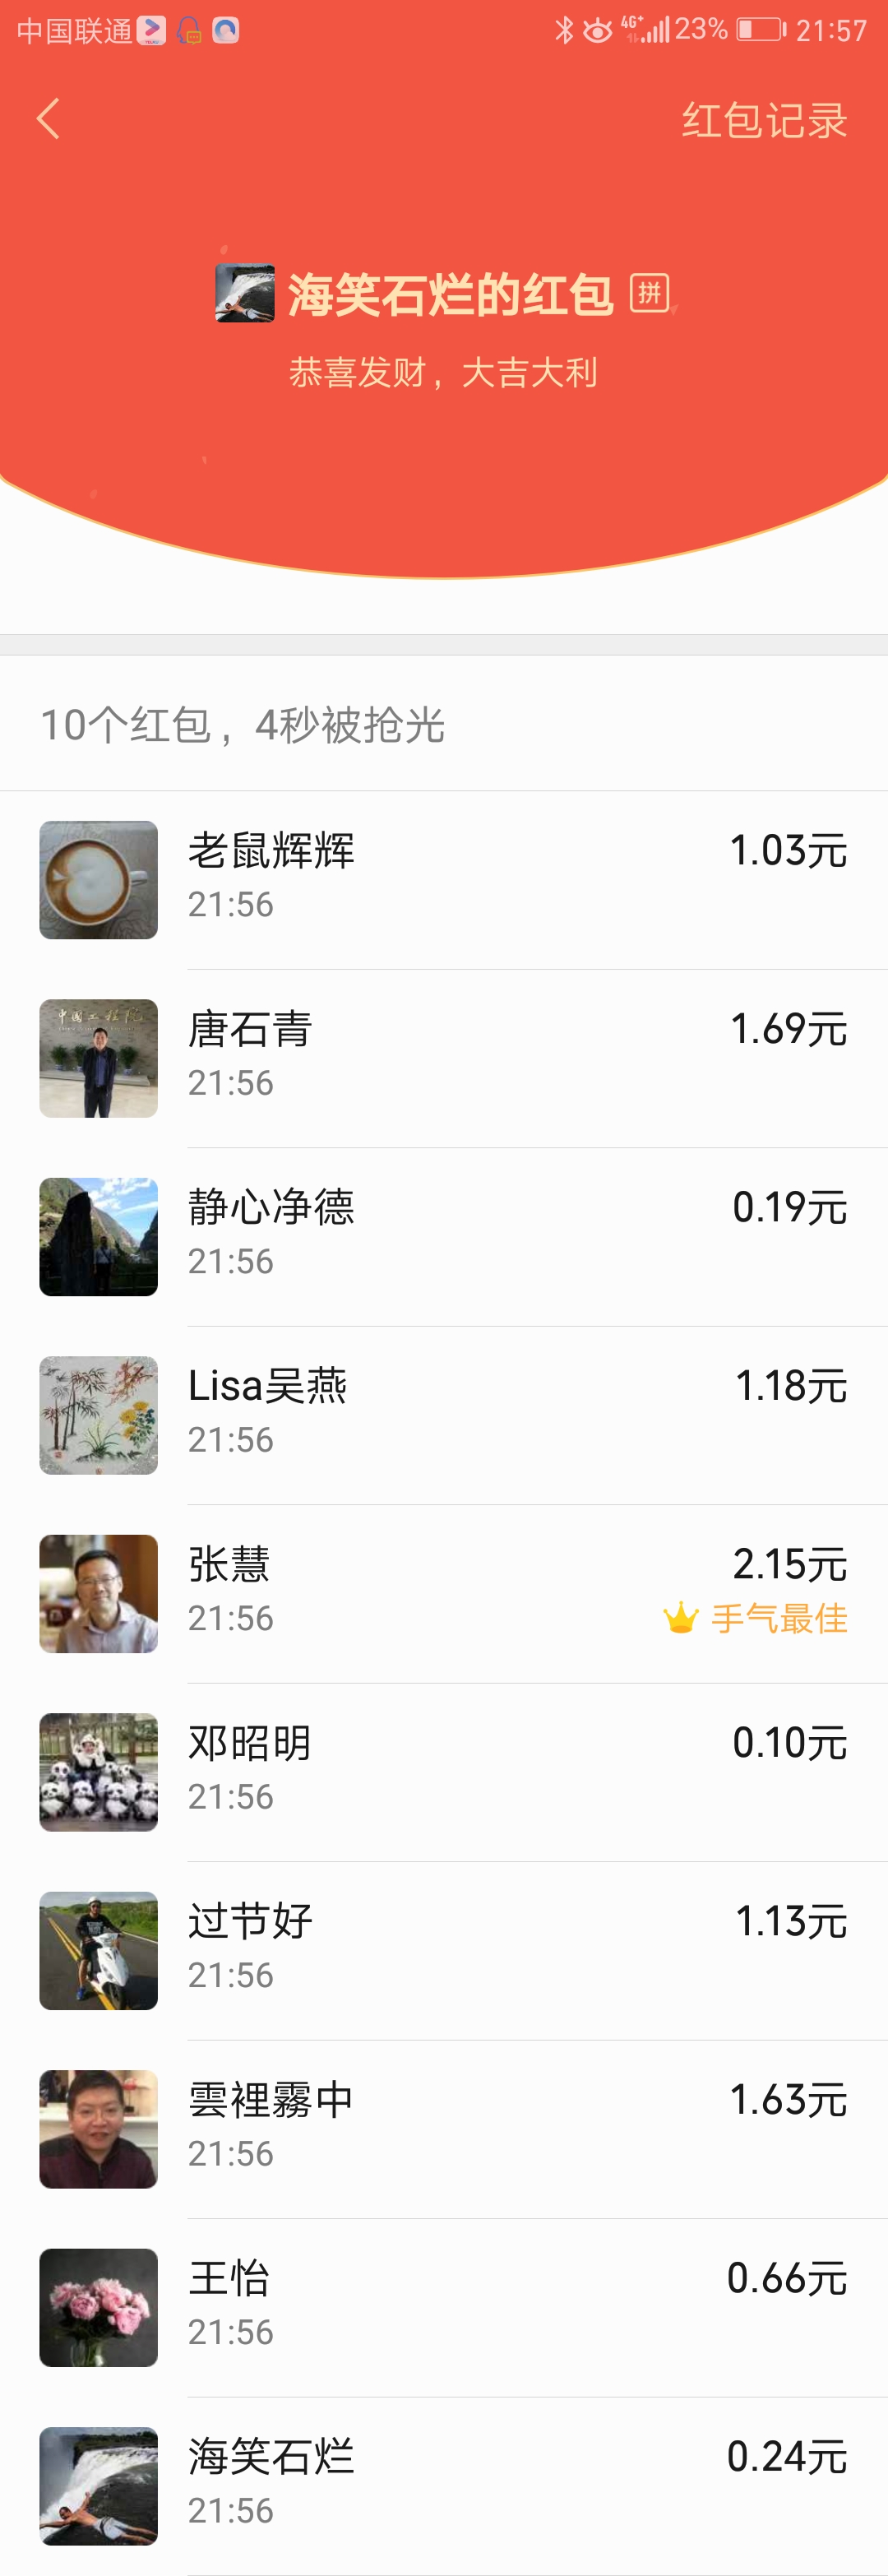 中国联通 4G+ 23% 21:57
红包记录
海笑石烂的红包 拼
恭喜发财，大吉大利
10个红包，4秒被抢光
老鼠辉辉 1.03元
21:56
中国工程院
唐石青 1.69元
21:56
静心净德 0.19元
21:56
Lisa吴燕 1.18元
21:56
张慧 2.15元
21:56 手气最佳
邓昭明 0.10元
21:56
过节好 1.13元
21:56
雲裡霧中 1.63元
21:56
王怡 0.66元
21:56
海笑石烂 0.24元
21:56